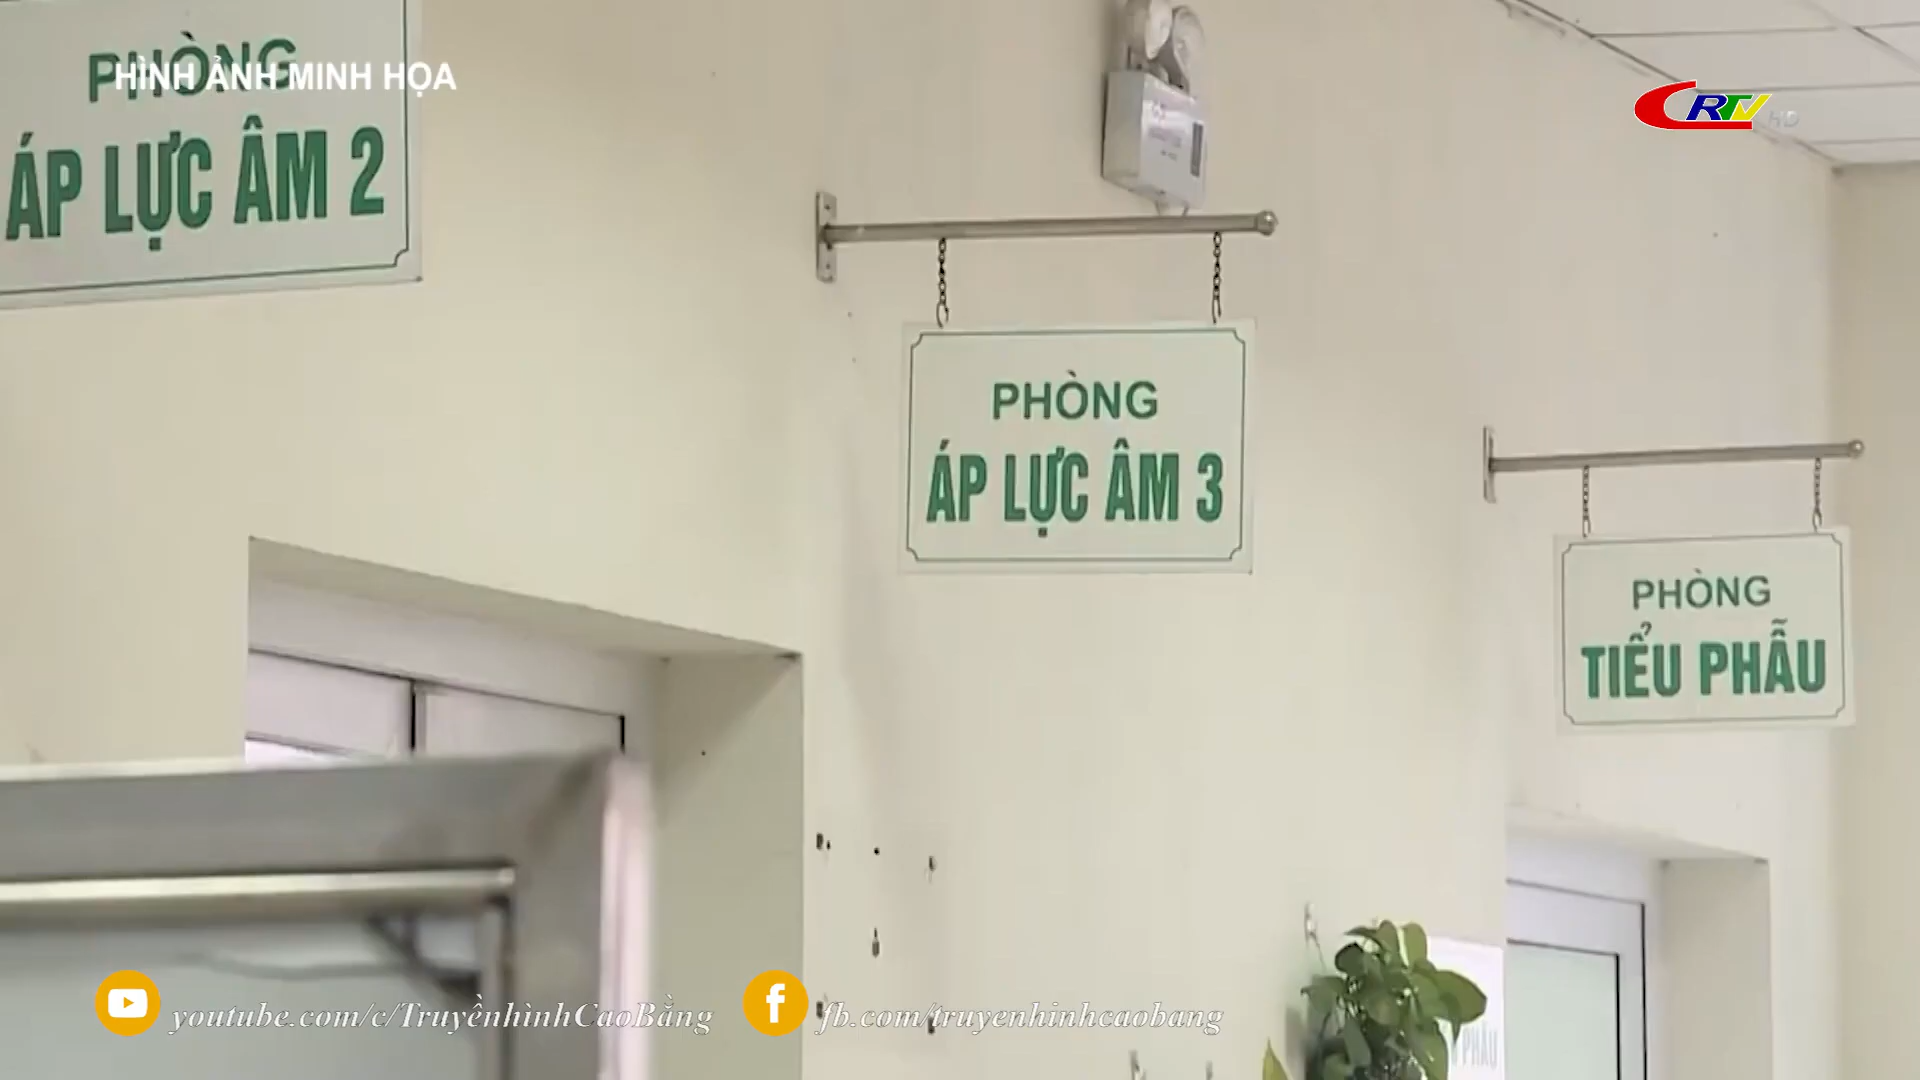 HÌNH ẢNH MINH HỌA
PHÒNG
ÁP LỰC ÂM 2
CRTV HD
PHÒNG
ÁP LỰC ÂM 3
PHÒNG
TIỂU PHẪU
youtube.com/c/TruyềnhìnhCaoBằng
fb.com/truyenhinhcaobang
PHẪU